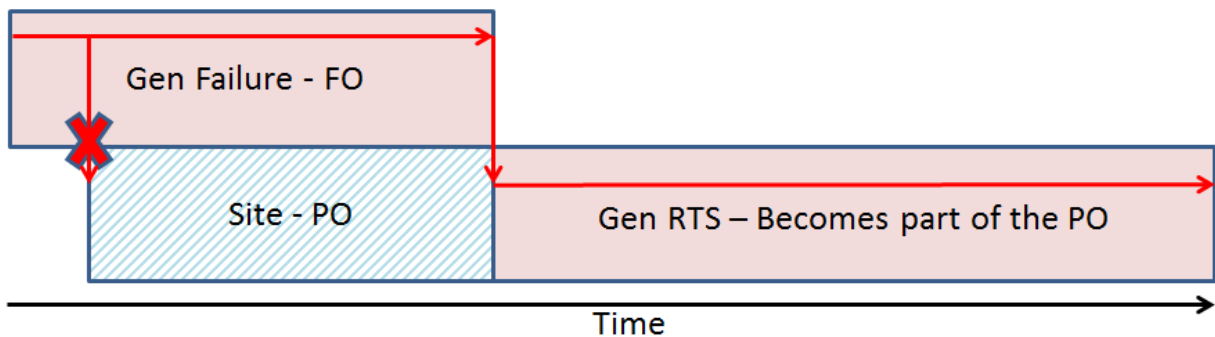 Gen Failure - FO
Site - PO
Gen RTS – Becomes part of the PO
Time